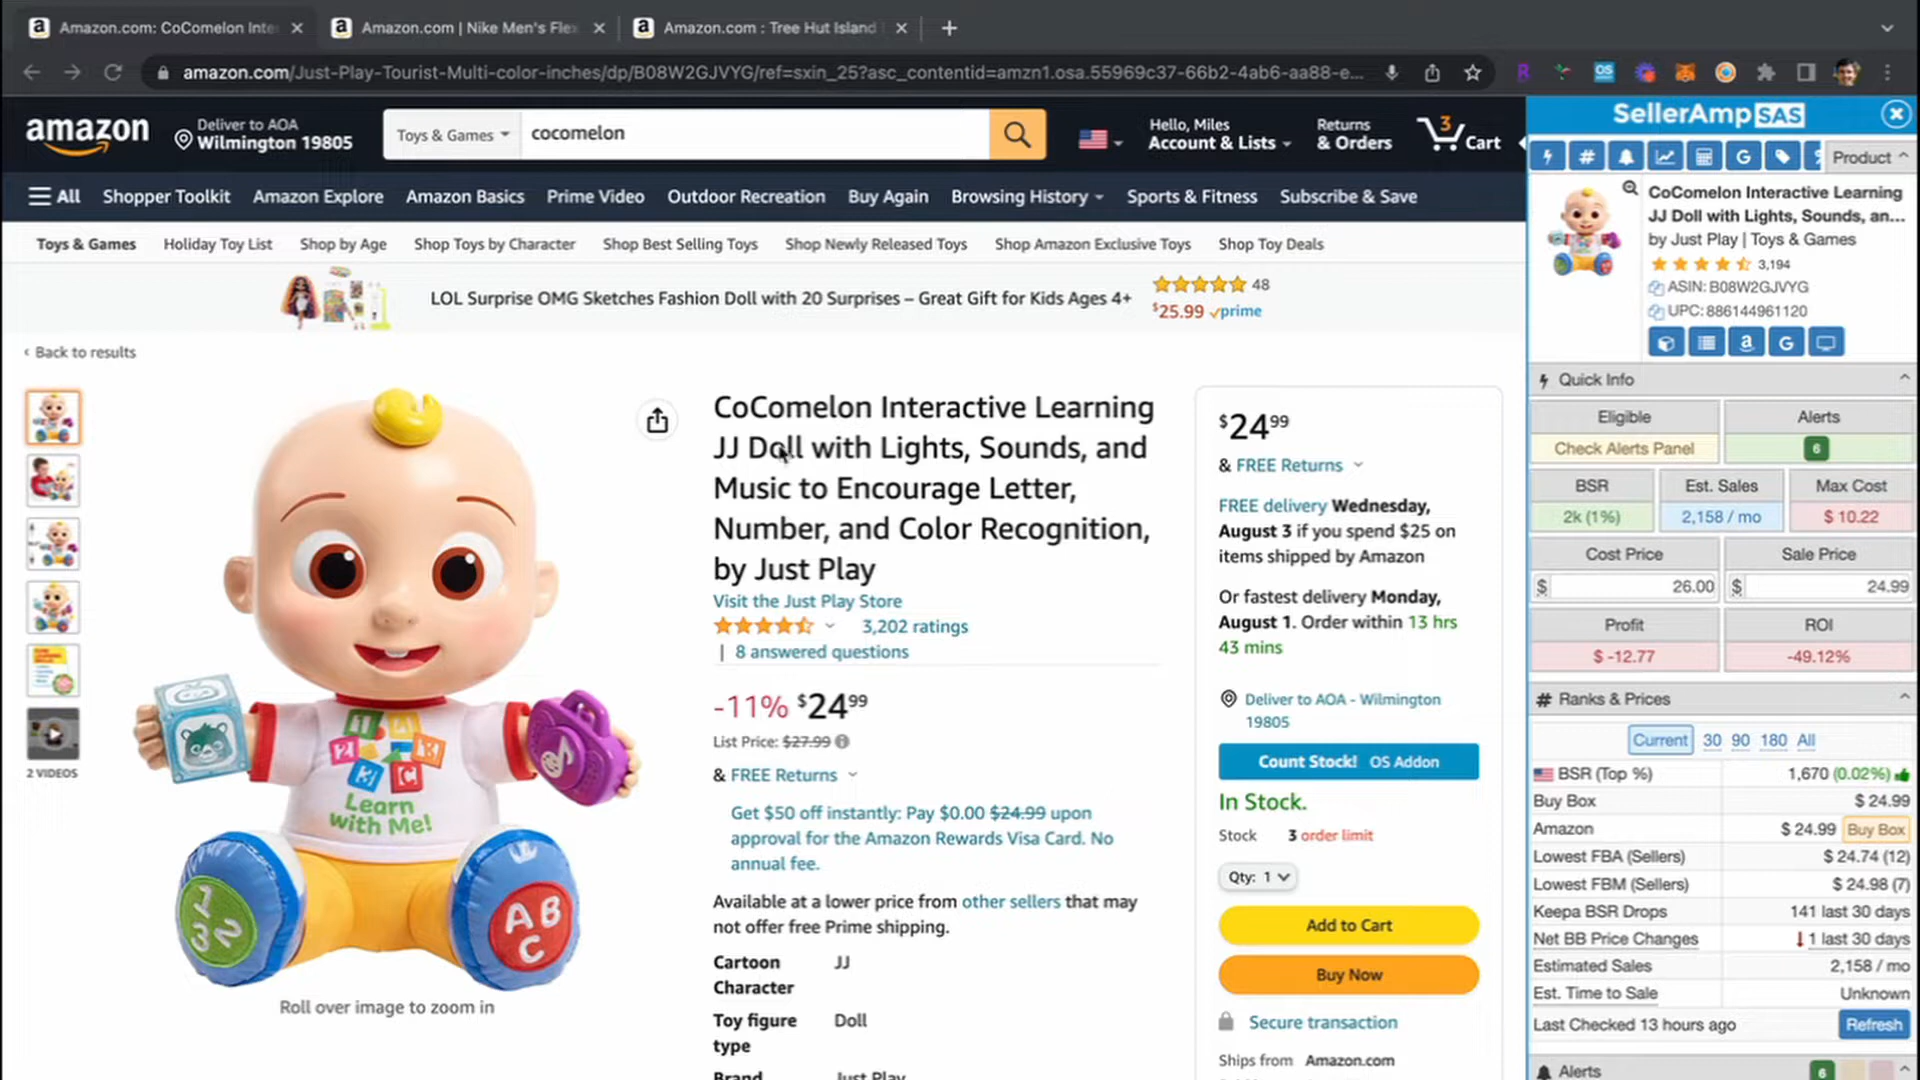 Amazon.com: CoComelon Inte
Amazon.com | Nike Men's Flex
Amazon.com : Tree Hut Island
amazon.com/Just-Play-Tourist-Multi-color-inches/dp/B08W2GJVYG/ref=sxin_25?asc_contentid=amzn1.osa.55969c37-66b2-4ab6-aa88-e...
amazon
Deliver to AOA
Wilmington 19805
Toys & Games
cocomelon
Hello, Miles
Account & Lists
Returns
& Orders
3
Cart
All
Shopper Toolkit
Amazon Explore
Amazon Basics
Prime Video
Outdoor Recreation
Buy Again
Browsing History
Sports & Fitness
Subscribe & Save
Toys & Games
Holiday Toy List
Shop by Age
Shop Toys by Character
Shop Best Selling Toys
Shop Newly Released Toys
Shop Amazon Exclusive Toys
Shop Toy Deals
LOL Surprise OMG Sketches Fashion Doll with 20 Surprises – Great Gift for Kids Ages 4+
48
$25.99 prime
‹ Back to results
2 VIDEOS
Learn
with Me!
1 2 3
A B C
Roll over image to zoom in
CoComelon Interactive Learning
JJ Doll with Lights, Sounds, and
Music to Encourage Letter,
Number, and Color Recognition,
by Just Play
Visit the Just Play Store
3,202 ratings
| 8 answered questions
-11% $24.99
List Price: $27.99
& FREE Returns
Get $50 off instantly: Pay $0.00 $24.99 upon
approval for the Amazon Rewards Visa Card. No
annual fee.
Available at a lower price from other sellers that may
not offer free Prime shipping.
Cartoon JJ
Character
Toy figure Doll
type
Brand Just Play
$24.99
& FREE Returns
FREE delivery Wednesday,
August 3 if you spend $25 on
items shipped by Amazon
Or fastest delivery Monday,
August 1. Order within 13 hrs
43 mins
Deliver to AOA - Wilmington
19805
Count Stock! OS Addon
In Stock.
Stock 3 order limit
Qty: 1
Add to Cart
Buy Now
Secure transaction
Ships from Amazon.com
SellerAmp SAS
Product
CoComelon Interactive Learning
JJ Doll with Lights, Sounds, an...
by Just Play | Toys & Games
3,194
ASIN: B08W2GJVYG
UPC: 886144961120
Quick Info
Eligible Alerts
Check Alerts Panel 6
BSR Est. Sales Max Cost
2k (1%) 2,158 / mo $ 10.22
Cost Price Sale Price
$ 26.00 $ 24.99
Profit ROI
$ -12.77 -49.12%
# Ranks & Prices
Current 30 90 180 All
BSR (Top %) 1,670 (0.02%)
Buy Box $ 24.99
Amazon $ 24.99 Buy Box
Lowest FBA (Sellers) $ 24.74 (12)
Lowest FBM (Sellers) $ 24.98 (7)
Keepa BSR Drops 141 last 30 days
Net BB Price Changes 1 last 30 days
Estimated Sales 2,158 / mo
Est. Time to Sale Unknown
Last Checked 13 hours ago Refresh
Alerts 6